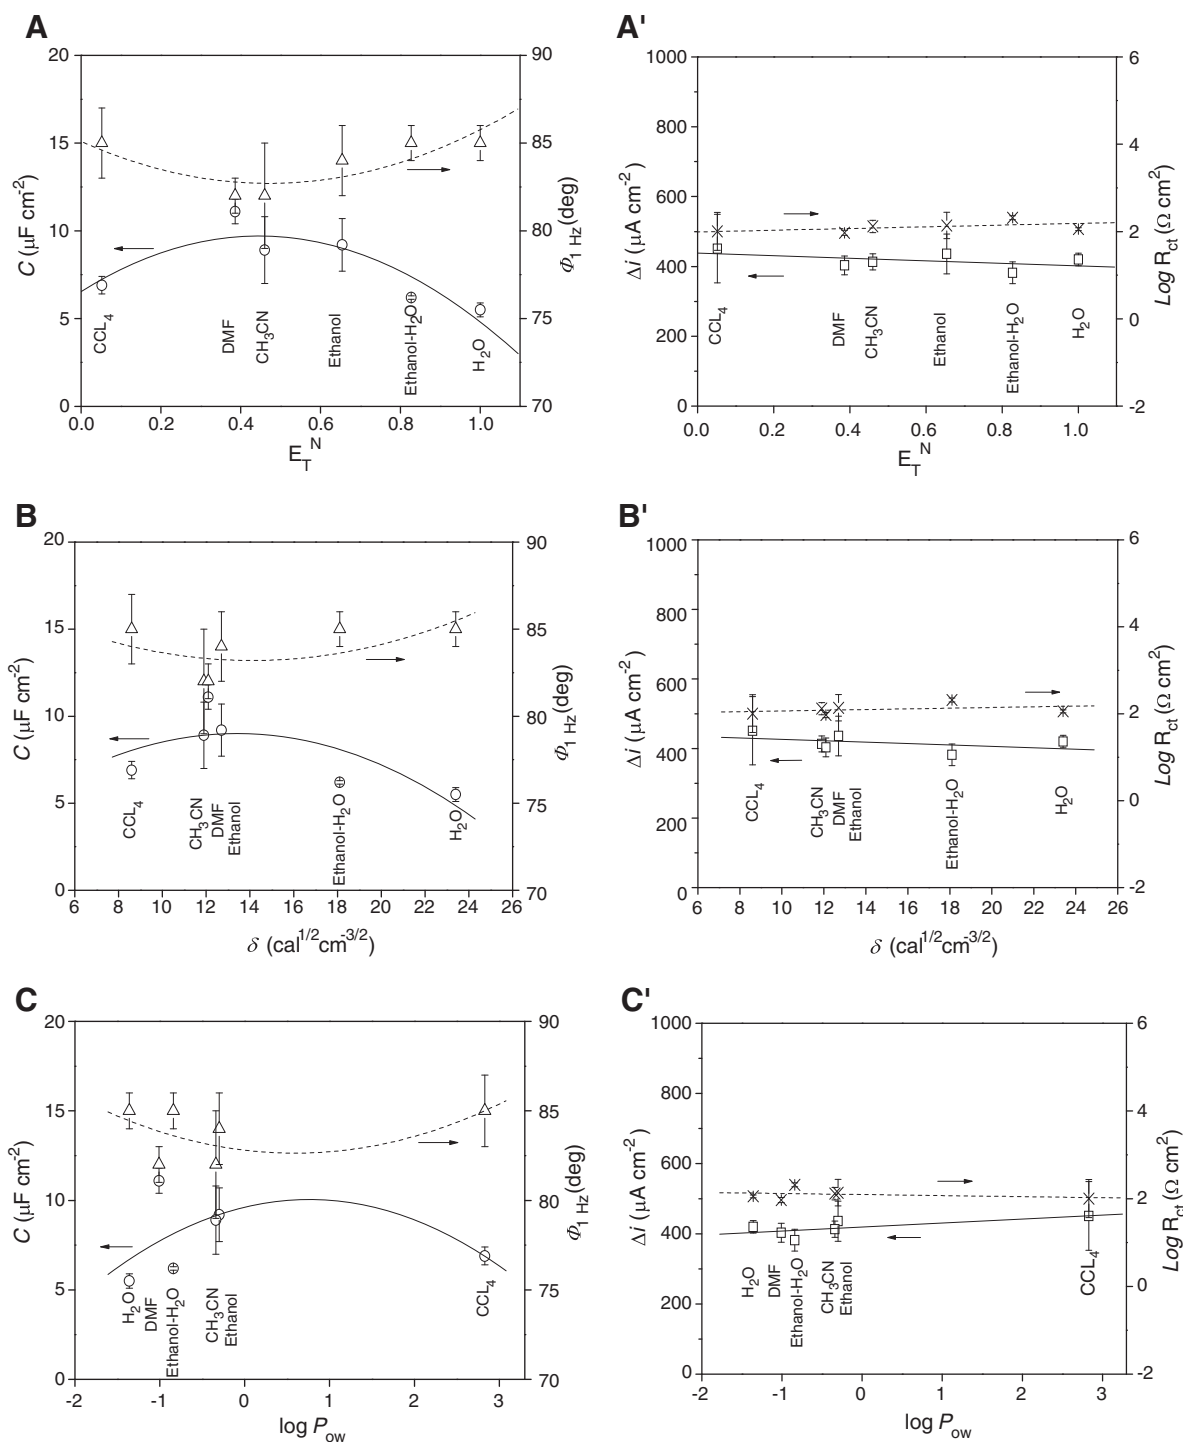 A
20
15
10
5
0
C (μF cm-2)
90
85
80
75
70
Φ1 Hz(deg)
CCL4
DMF
CH3CN
Ethanol
Ethanol-H2O
H2O
0.0 0.2 0.4 0.6 0.8 1.0
ETN
A'
1000
800
600
400
200
0
Δi (μA cm-2)
6
4
2
0
-2
Log Rct (Ω cm2)
CCL4
DMF
CH3CN
Ethanol
Ethanol-H2O
H2O
0.0 0.2 0.4 0.6 0.8 1.0
ETN
B
20
15
10
5
0
C (μF cm-2)
90
85
80
75
70
Φ1 Hz(deg)
CCL4
CH3CN
DMF
Ethanol
Ethanol-H2O
H2O
6 8 10 12 14 16 18 20 22 24 26
δ (cal1/2cm-3/2)
B'
1000
800
600
400
200
0
Δi (μA cm-2)
6
4
2
0
-2
Log Rct (Ω cm2)
CCL4
CH3CN
DMF
Ethanol
Ethanol-H2O
H2O
6 8 10 12 14 16 18 20 22 24 26
δ (cal1/2cm-3/2)
C
20
15
10
5
0
C (μF cm-2)
90
85
80
75
70
Φ1 Hz(deg)
H2O
DMF
Ethanol-H2O
CH3CN
Ethanol
CCL4
-2 -1 0 1 2 3
log Pow
C'
1000
800
600
400
200
0
Δi (μA cm-2)
6
4
2
0
-2
Log Rct (Ω cm2)
H2O
DMF
Ethanol-H2O
CH3CN
Ethanol
CCL4
-2 -1 0 1 2 3
log Pow